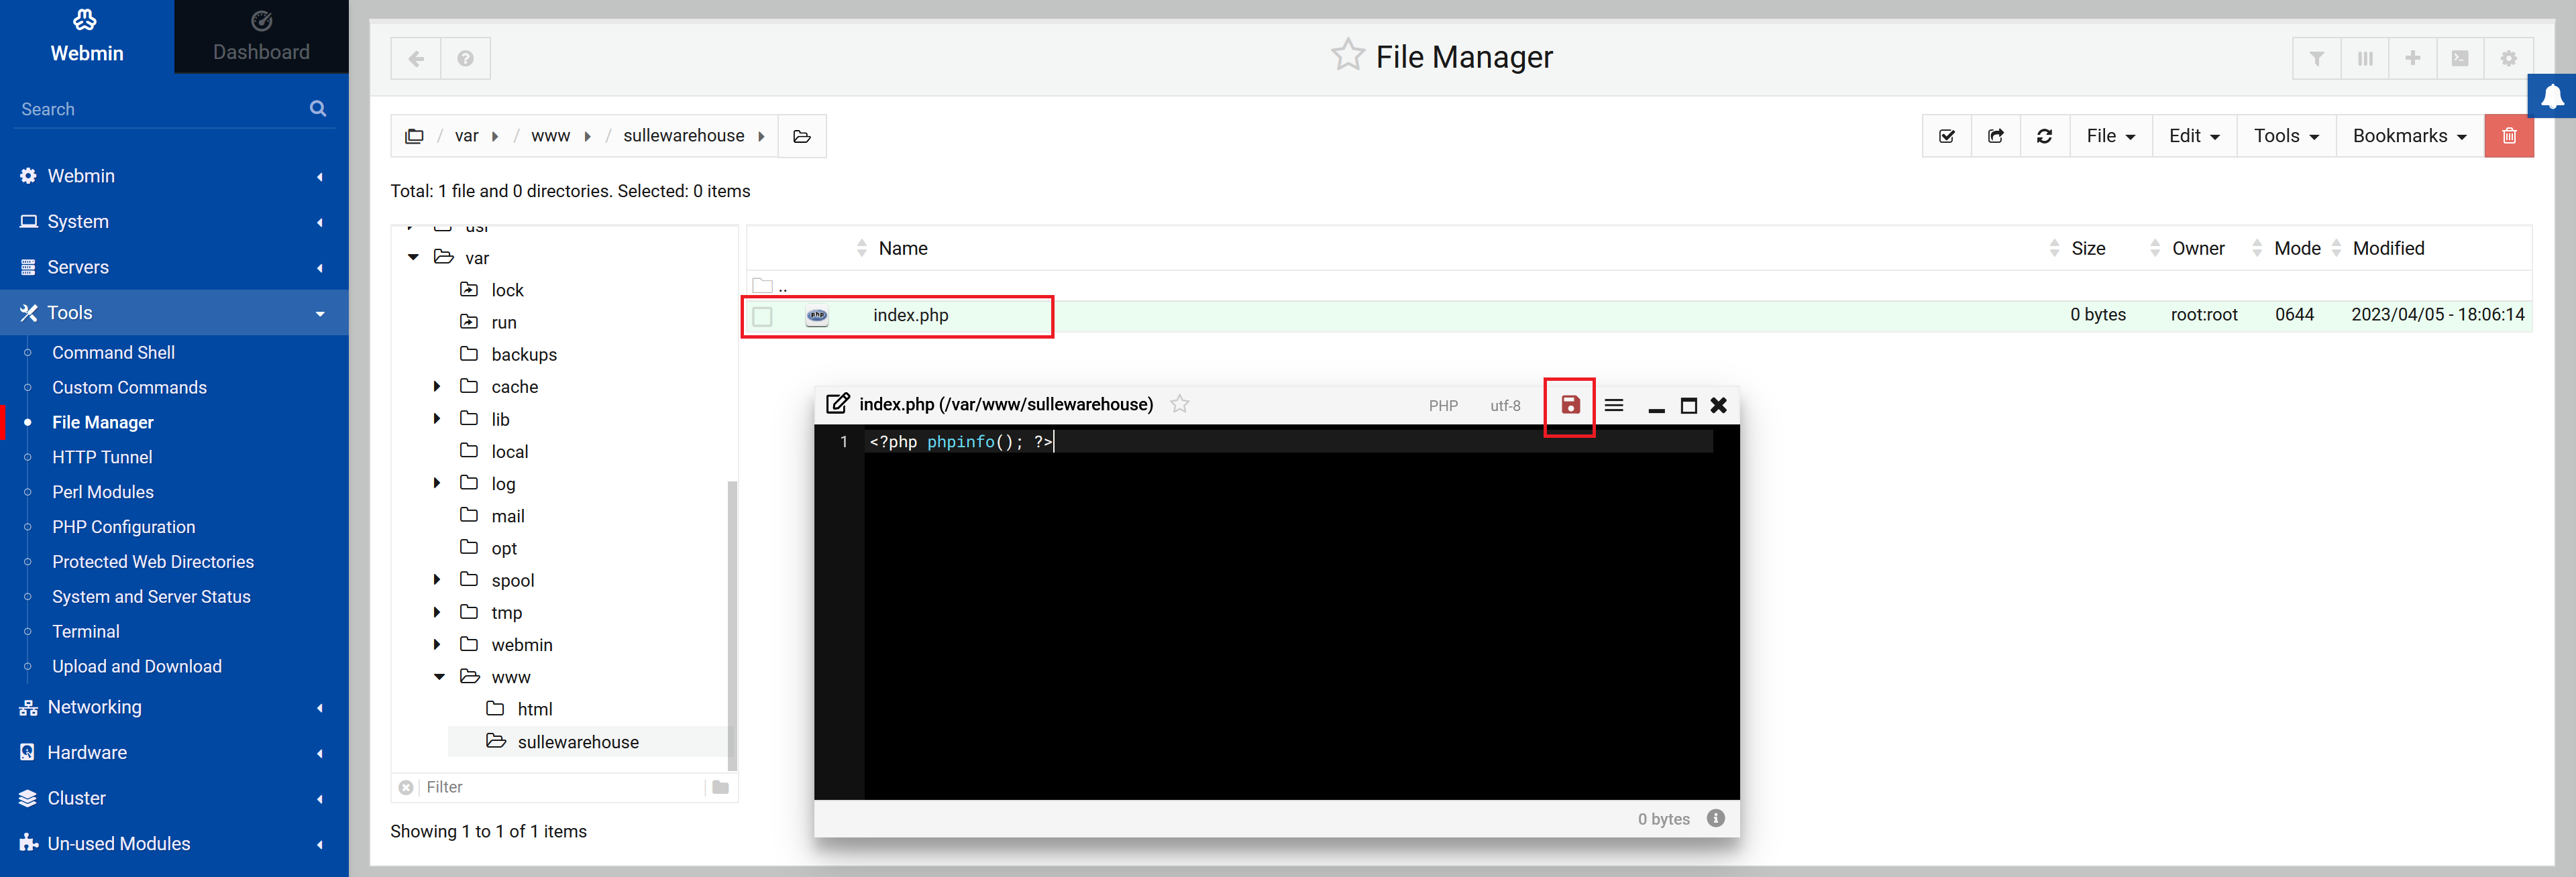 Webmin
Dashboard
Search
Webmin
System
Servers
Tools
Command Shell
Custom Commands
File Manager
HTTP Tunnel
Perl Modules
PHP Configuration
Protected Web Directories
System and Server Status
Terminal
Upload and Download
Networking
Hardware
Cluster
Un-used Modules
File Manager
/ var / www / sullewarehouse
File Edit Tools Bookmarks
Total: 1 file and 0 directories. Selected: 0 items
usr
var
lock
run
backups
cache
lib
local
log
mail
opt
spool
tmp
webmin
www
html
sullewarehouse
Filter
Showing 1 to 1 of 1 items
Name Size Owner Mode Modified
..
php index.php 0 bytes root:root 0644 2023/04/05 - 18:06:14
index.php (/var/www/sullewarehouse) PHP utf-8
1 <?php phpinfo(); ?>
0 bytes